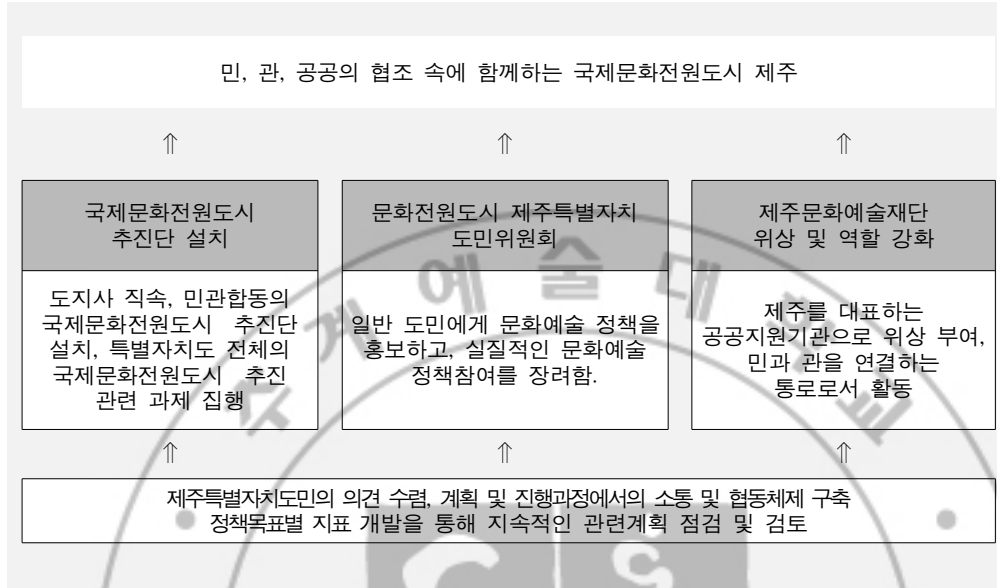 민, 관, 공공의 협조 속에 함께하는 국제문화전원도시 제주
⇑ ⇑ ⇑
국제문화전원도시
추진단 설치
문화전원도시 제주특별자치
도민위원회
제주문화예술재단
위상 및 역할 강화
도지사 직속, 민관합동의
국제문화전원도시 추진단
설치, 특별자치도 전체의
국제문화전원도시 추진
관련 과제 집행
일반 도민에게 문화예술 정책을
홍보하고, 실질적인 문화예술
정책참여를 장려함.
제주를 대표하는
공공지원기관으로 위상 부여,
민과 관을 연결하는
통로로서 활동
⇑ ⇑ ⇑
제주특별자치도민의 의견 수렴, 계획 및 진행과정에서의 소통 및 협동체제 구축
정책목표별 지표 개발을 통해 지속적인 관련계획 점검 및 검토
추계예술대학교